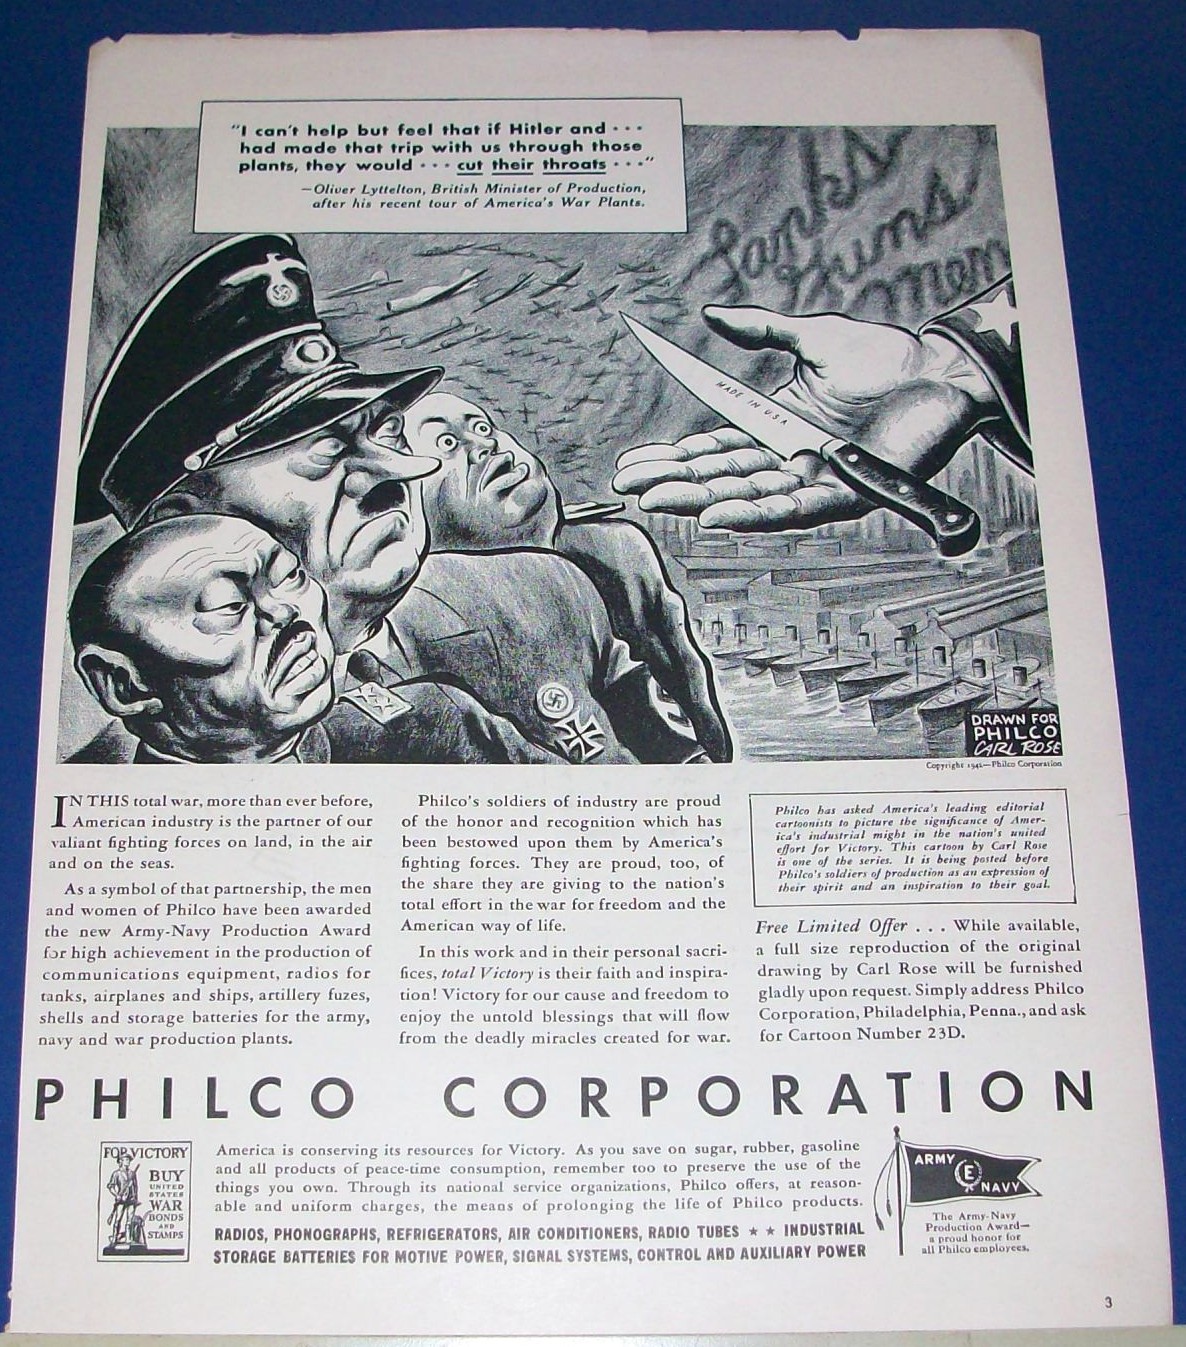 "I can't help but feel that if Hitler and · · ·
had made that trip with us through those
plants, they would · · · cut their throats · · ·"
—Oliver Lyttelton, British Minister of Production,
after his recent tour of America's War Plants.
Tanks
Guns
Men
MADE IN U.S.A
DRAWN FOR
PHILCO
CARL ROSE
Copyright 1942—Philco Corporation
IN THIS total war, more than ever before,
American industry is the partner of our
valiant fighting forces on land, in the air
and on the seas.
As a symbol of that partnership, the men
and women of Philco have been awarded
the new Army-Navy Production Award
for high achievement in the production of
communications equipment, radios for
tanks, airplanes and ships, artillery fuzes,
shells and storage batteries for the army,
navy and war production plants.
Philco's soldiers of industry are proud
of the honor and recognition which has
been bestowed upon them by America's
fighting forces. They are proud, too, of
the share they are giving to the nation's
total effort in the war for freedom and the
American way of life.
In this work and in their personal sacri-
fices, total Victory is their faith and inspira-
tion! Victory for our cause and freedom to
enjoy the untold blessings that will flow
from the deadly miracles created for war.
Philco has asked America's leading editorial
cartoonists to picture the significance of Amer-
ica's industrial might in the nation's united
effort for Victory. This cartoon by Carl Rose
is one of the series. It is being posted before
Philco's soldiers of production as an expression of
their spirit and an inspiration to their goal.
Free Limited Offer . . . While available,
a full size reproduction of the original
drawing by Carl Rose will be furnished
gladly upon request. Simply address Philco
Corporation, Philadelphia, Penna., and ask
for Cartoon Number 23D.
PHILCO CORPORATION
FOR VICTORY
BUY
UNITED
STATES
WAR
BONDS
AND
STAMPS
America is conserving its resources for Victory. As you save on sugar, rubber, gasoline
and all products of peace-time consumption, remember too to preserve the use of the
things you own. Through its national service organizations, Philco offers, at reason-
able and uniform charges, the means of prolonging the life of Philco products.
RADIOS, PHONOGRAPHS, REFRIGERATORS, AIR CONDITIONERS, RADIO TUBES ★ ★ INDUSTRIAL
STORAGE BATTERIES FOR MOTIVE POWER, SIGNAL SYSTEMS, CONTROL AND AUXILIARY POWER
ARMY
E
NAVY
The Army-Navy
Production Award—
a proud honor for
all Philco employees.
3